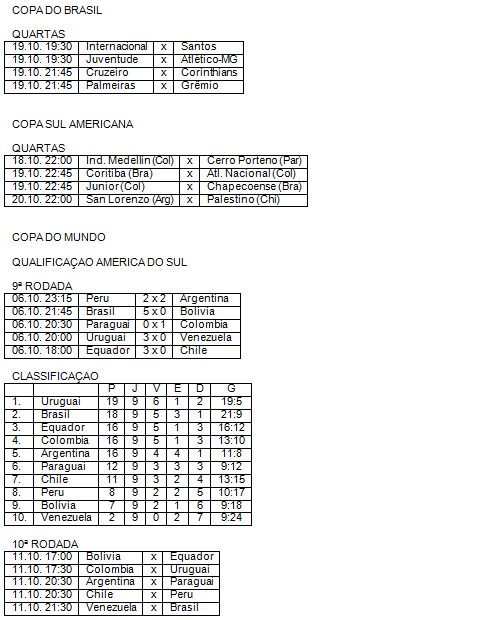 COPA DO BRASIL
QUARTAS
19.10. 19:30 Internacional x Santos
19.10. 19:30 Juventude x Atlético-MG
19.10. 21:45 Cruzeiro x Corinthians
19.10. 21:45 Palmeiras x Grêmio
COPA SUL AMERICANA
QUARTAS
18.10. 22:00 Ind. Medellin (Col) x Cerro Porteno (Par)
19.10. 22:45 Coritiba (Bra) x Atl. Nacional (Col)
19.10. 22:45 Junior (Col) x Chapecoense (Bra)
20.10. 22:00 San Lorenzo (Arg) x Palestino (Chi)
COPA DO MUNDO
QUALIFICAÇAO AMERICA DO SUL
9ª RODADA
06.10. 23:15 Peru 2 x 2 Argentina
06.10. 21:45 Brasil 5 x 0 Bolivia
06.10. 20:30 Paraguai 0 x 1 Colombia
06.10. 20:00 Uruguai 3 x 0 Venezuela
06.10. 18:00 Equador 3 x 0 Chile
CLASSIFICAÇAO
P J V E D G
1. Uruguai 19 9 6 1 2 19:5
2. Brasil 18 9 5 3 1 21:9
3. Equador 16 9 5 1 3 16:12
4. Colombia 16 9 5 1 3 13:10
5. Argentina 16 9 4 4 1 11:8
6. Paraguai 12 9 3 3 3 9:12
7. Chile 11 9 3 2 4 13:15
8. Peru 8 9 2 2 5 10:17
9. Bolivia 7 9 2 1 6 9:18
10. Venezuela 2 9 0 2 7 9:24
10ª RODADA
11.10. 17:00 Bolivia x Equador
11.10. 17:30 Colombia x Uruguai
11.10. 20:30 Argentina x Paraguai
11.10. 20:30 Chile x Peru
11.10. 21:30 Venezuela x Brasil